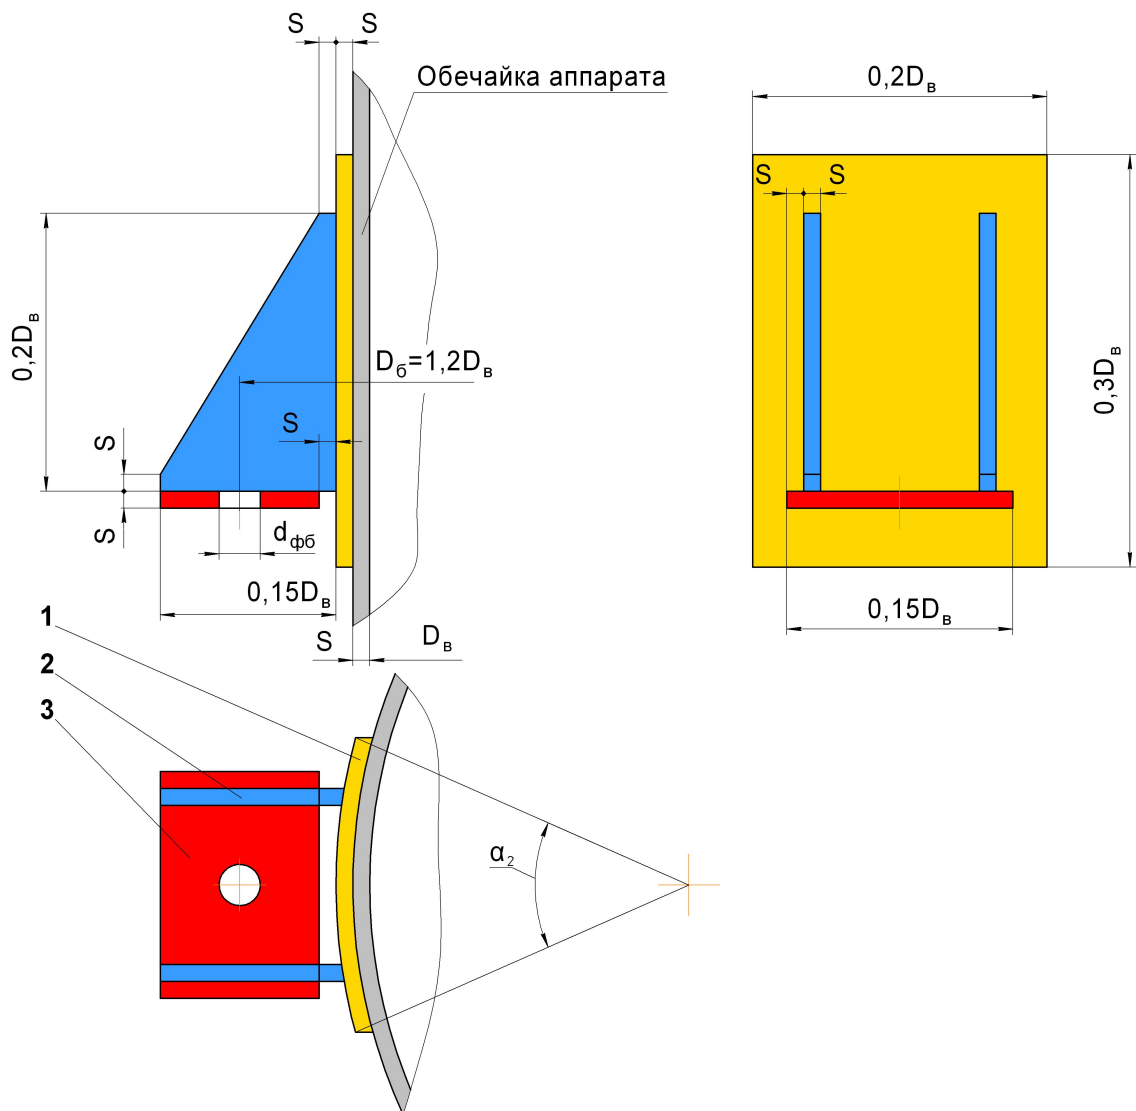 S S
Обечайка аппарата
0,2Dв
S S
0,2Dв
Dб=1,2Dв
0,3Dв
S
S
S
dфб
0,15Dв
0,15Dв
1
S Dв
2
3
α2